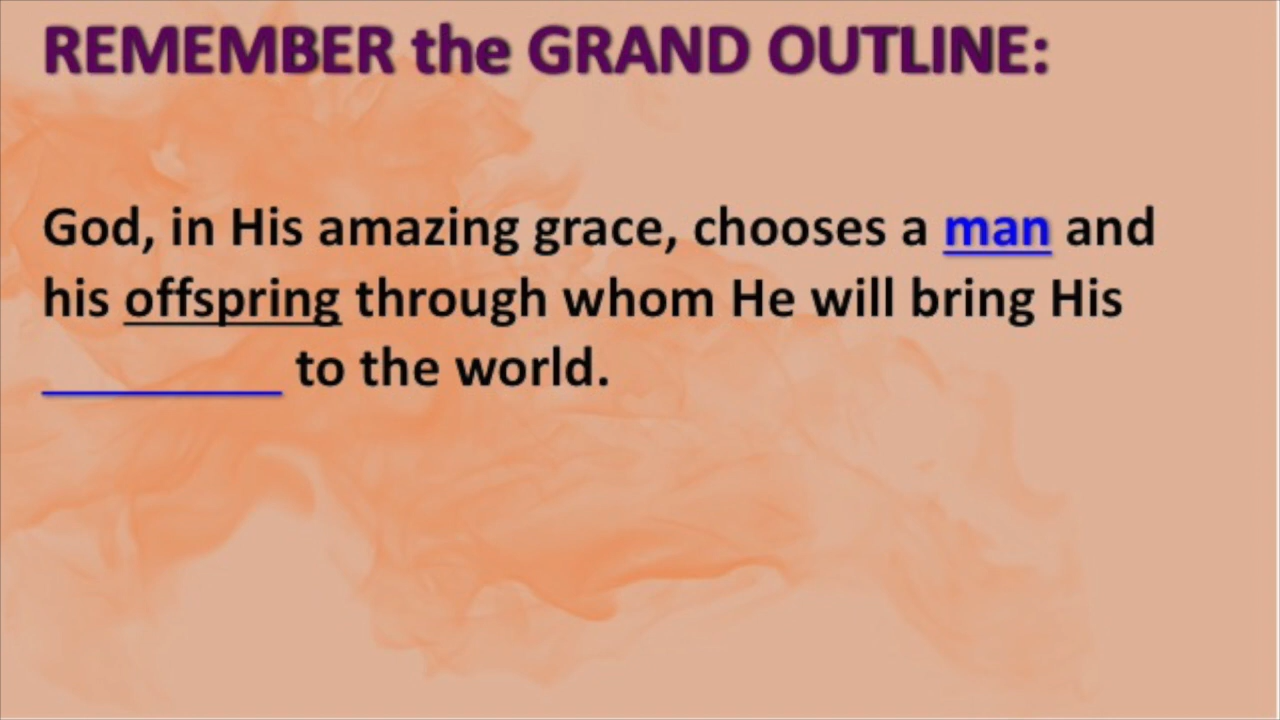 REMEMBER the GRAND OUTLINE:
God, in His amazing grace, chooses a man and
his offspring through whom He will bring His
__________ to the world.